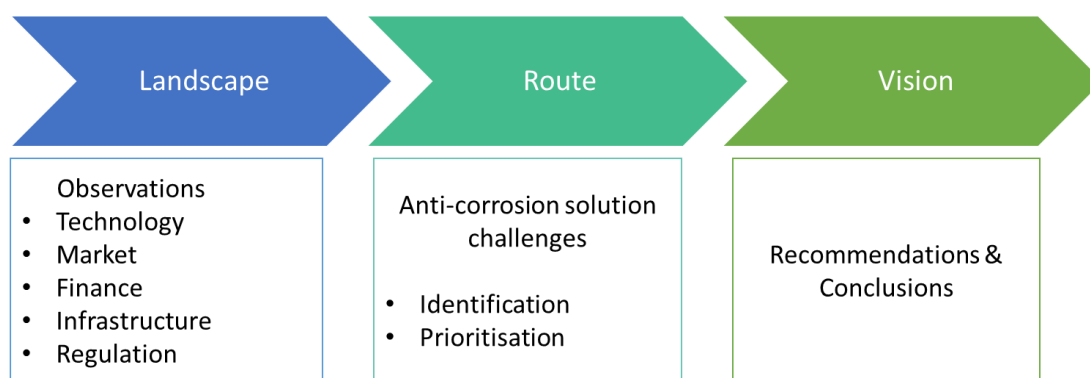 Landscape
Route
Vision
Observations
• Technology
• Market
• Finance
• Infrastructure
• Regulation
Anti-corrosion solution
challenges
• Identification
• Prioritisation
Recommendations &
Conclusions